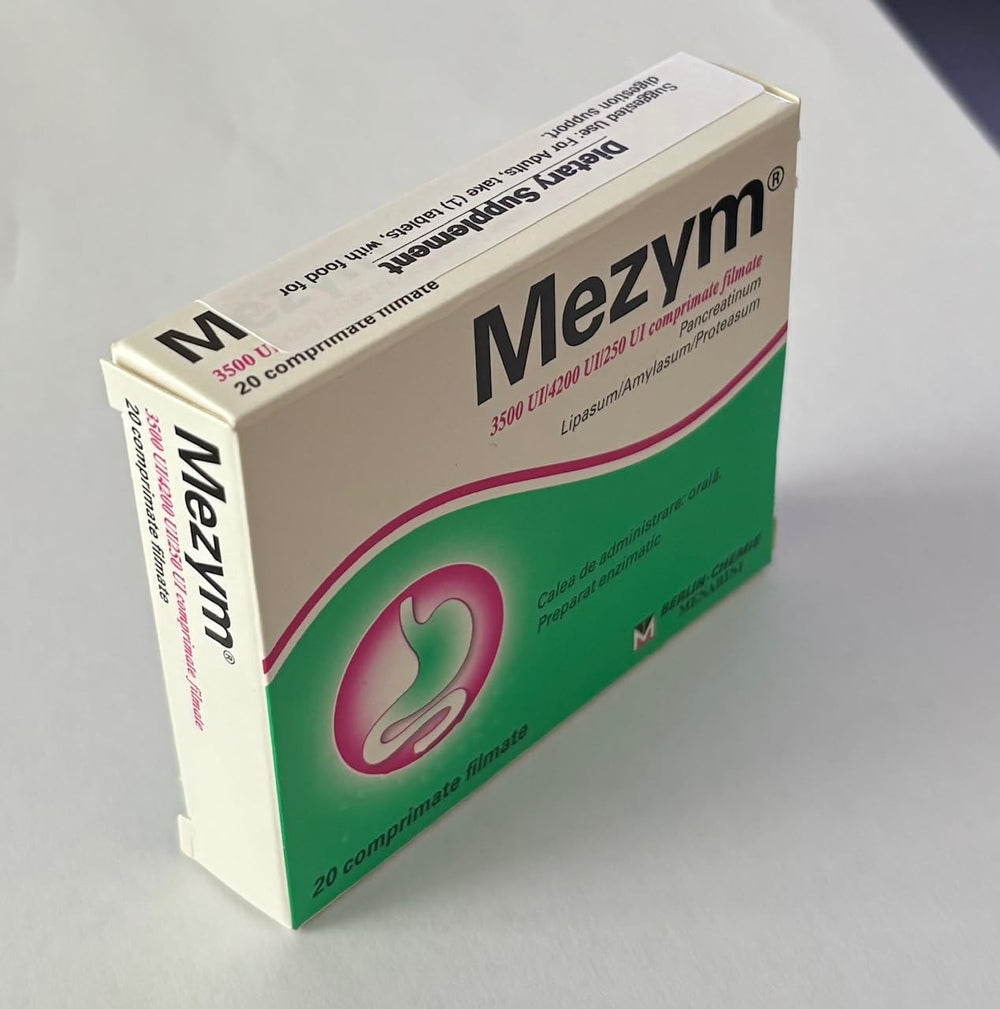 Suggested Use: For Adults, take (1) tablets, with food for
digestion support.
Dietary Supplement
M
3500 U
20 comprimate filmate
Mezym®
3500 UI/4200 UI/250 UI comprimate filmate
Pancreatinum
Lipasum/Amylasum/Proteasum
Calea de administrare: orală.
Preparat enzimatic
BERLIN-CHEMIE
MENARINI
20 comprimate filmate
Mezym®
3500 UI/4200 UI/250 UI comprimate filmate
20 comprimate filmate